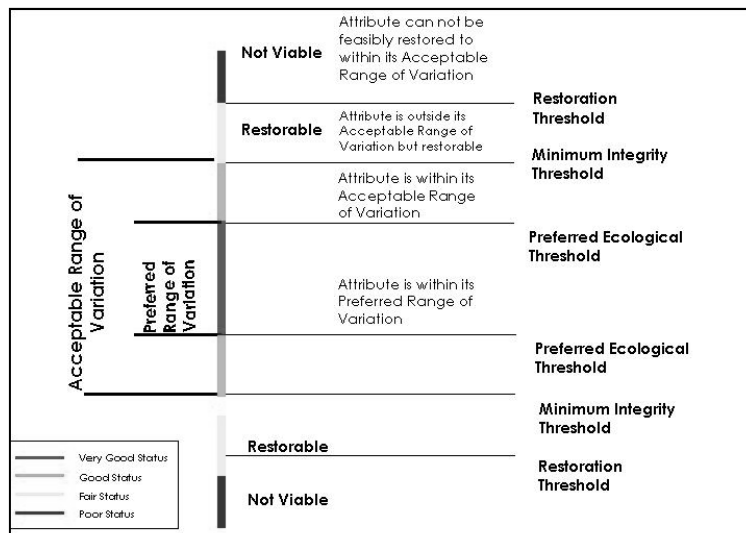 Attribute can not be
feasibly restored to
within its Acceptable
Range of Variation
Not Viable
Restoration
Threshold
Restorable
Attribute is outside its
Acceptable Range of
Variation but restorable
Minimum Integrity
Threshold
Attribute is within its
Acceptable Range
of Variation
Preferred Ecological
Threshold
Acceptable Range of
Variation
Preferred
Range of
Variation
Attribute is within its
Preferred Range of
Variation
Preferred Ecological
Threshold
Minimum Integrity
Threshold
Restorable
Restoration
Threshold
Not Viable
Very Good Status
Good Status
Fair Status
Poor Status